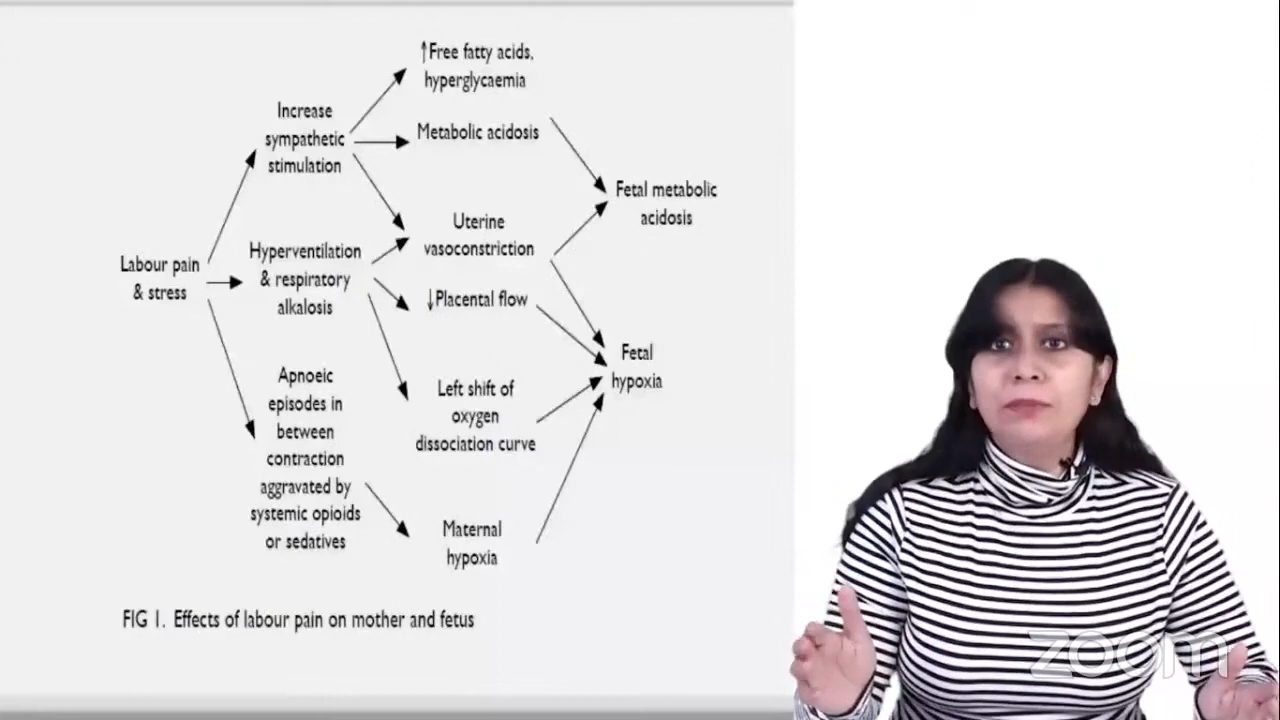 ↑Free fatty acids,
hyperglycaemia
Increase
sympathetic
stimulation
Metabolic acidosis
Fetal metabolic
acidosis
Uterine
vasoconstriction
Hyperventilation
& respiratory
alkalosis
Labour pain
& stress
↓Placental flow
Fetal
hypoxia
Apnoeic
episodes in
between
contraction
aggravated by
systemic opioids
or sedatives
Left shift of
oxygen
dissociation curve
Maternal
hypoxia
FIG 1. Effects of labour pain on mother and fetus
zoom